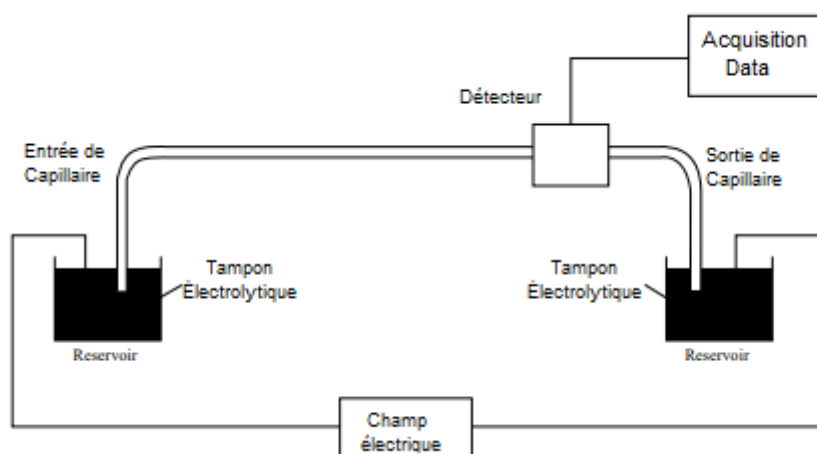 Acquisition
Data
Détecteur
Entrée de
Capillaire
Sortie de
Capillaire
Tampon
Électrolytique
Tampon
Électrolytique
Reservoir
Reservoir
Champ
électrique